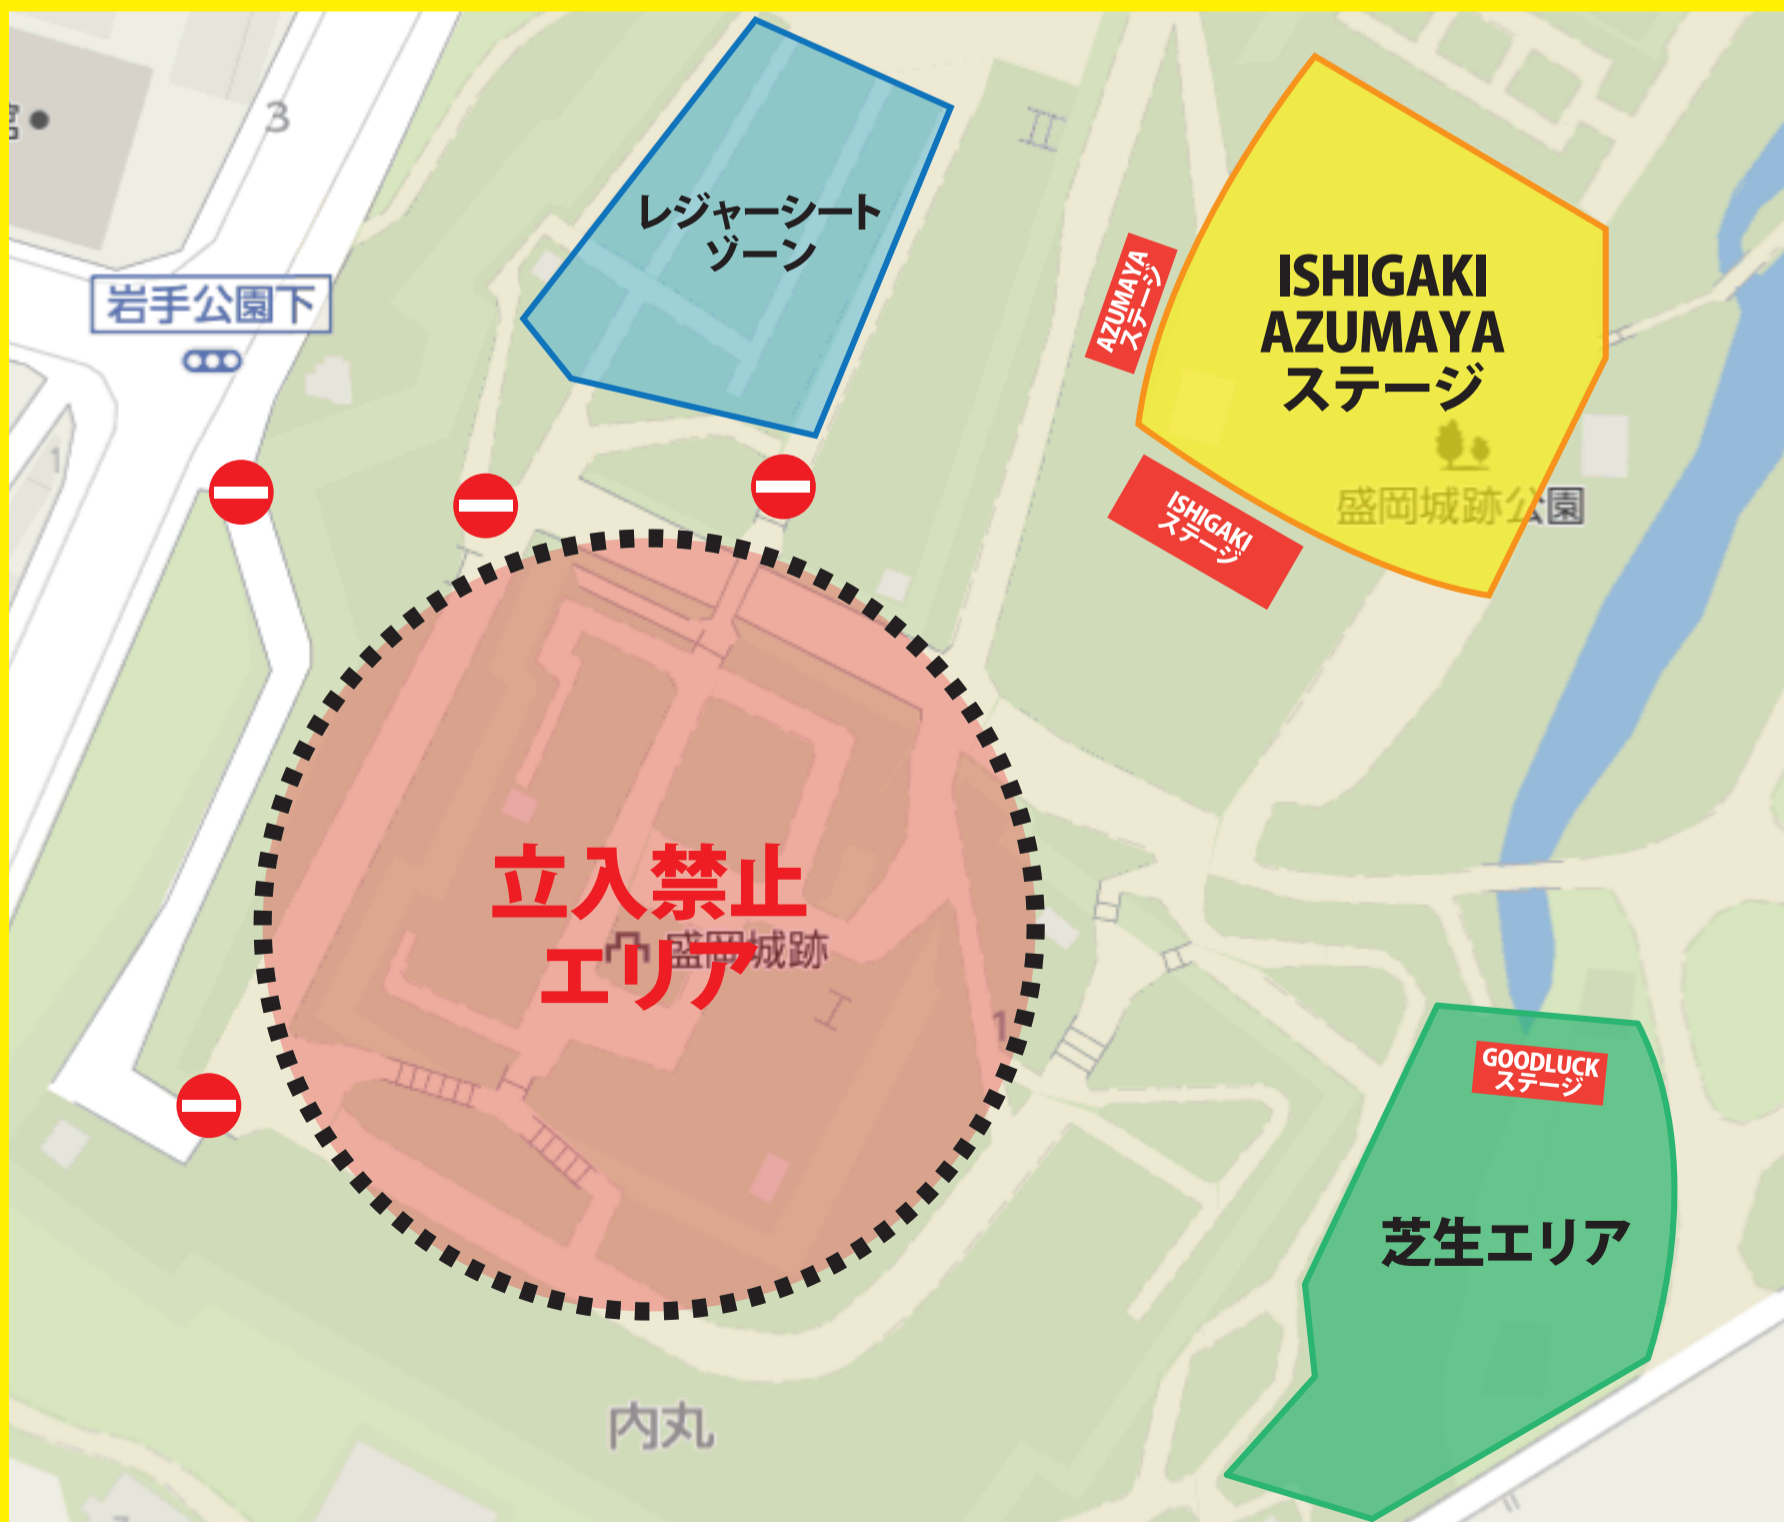 3
岩手公園下
1
レジャーシート
ゾーン
AZUMAYA
ステージ
ISHIGAKI
AZUMAYA
ステージ
ISHIGAKI
ステージ
盛岡城跡公園
立入禁止
エリア
盛岡城跡
1
GOODLUCK
ステージ
芝生エリア
内丸